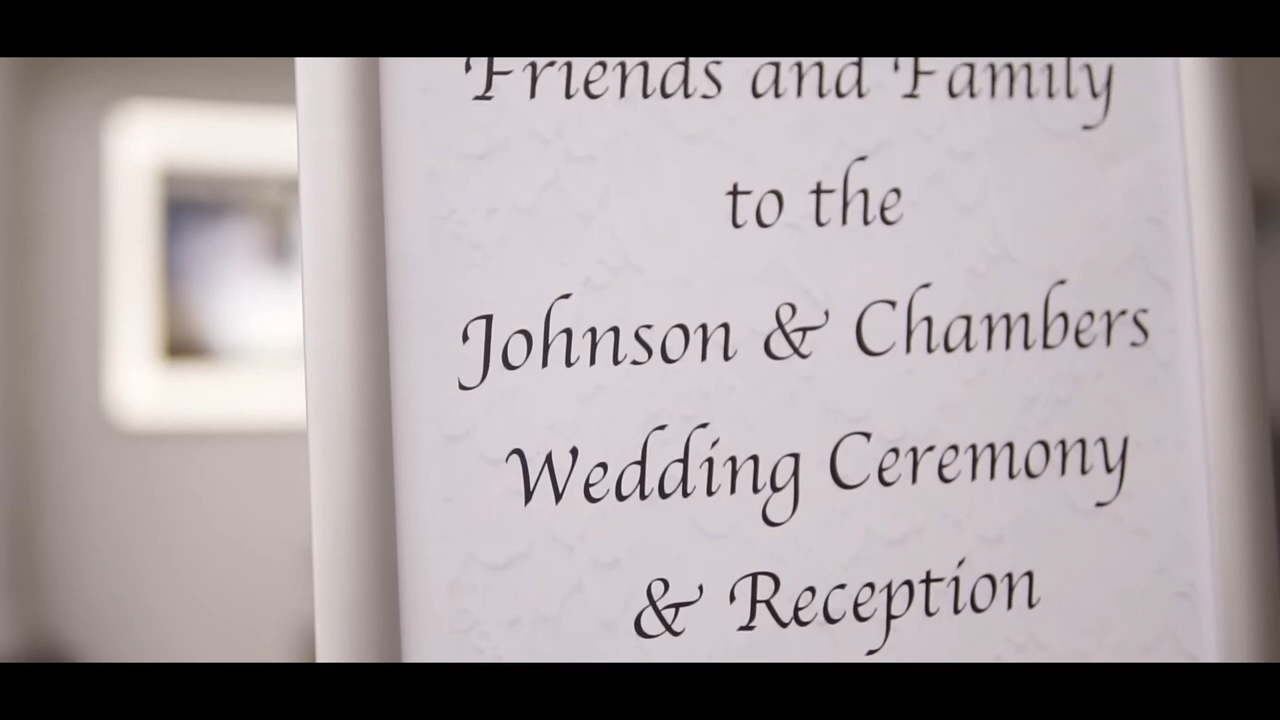 Friends and Family
to the
Johnson & Chambers
Wedding Ceremony
& Reception